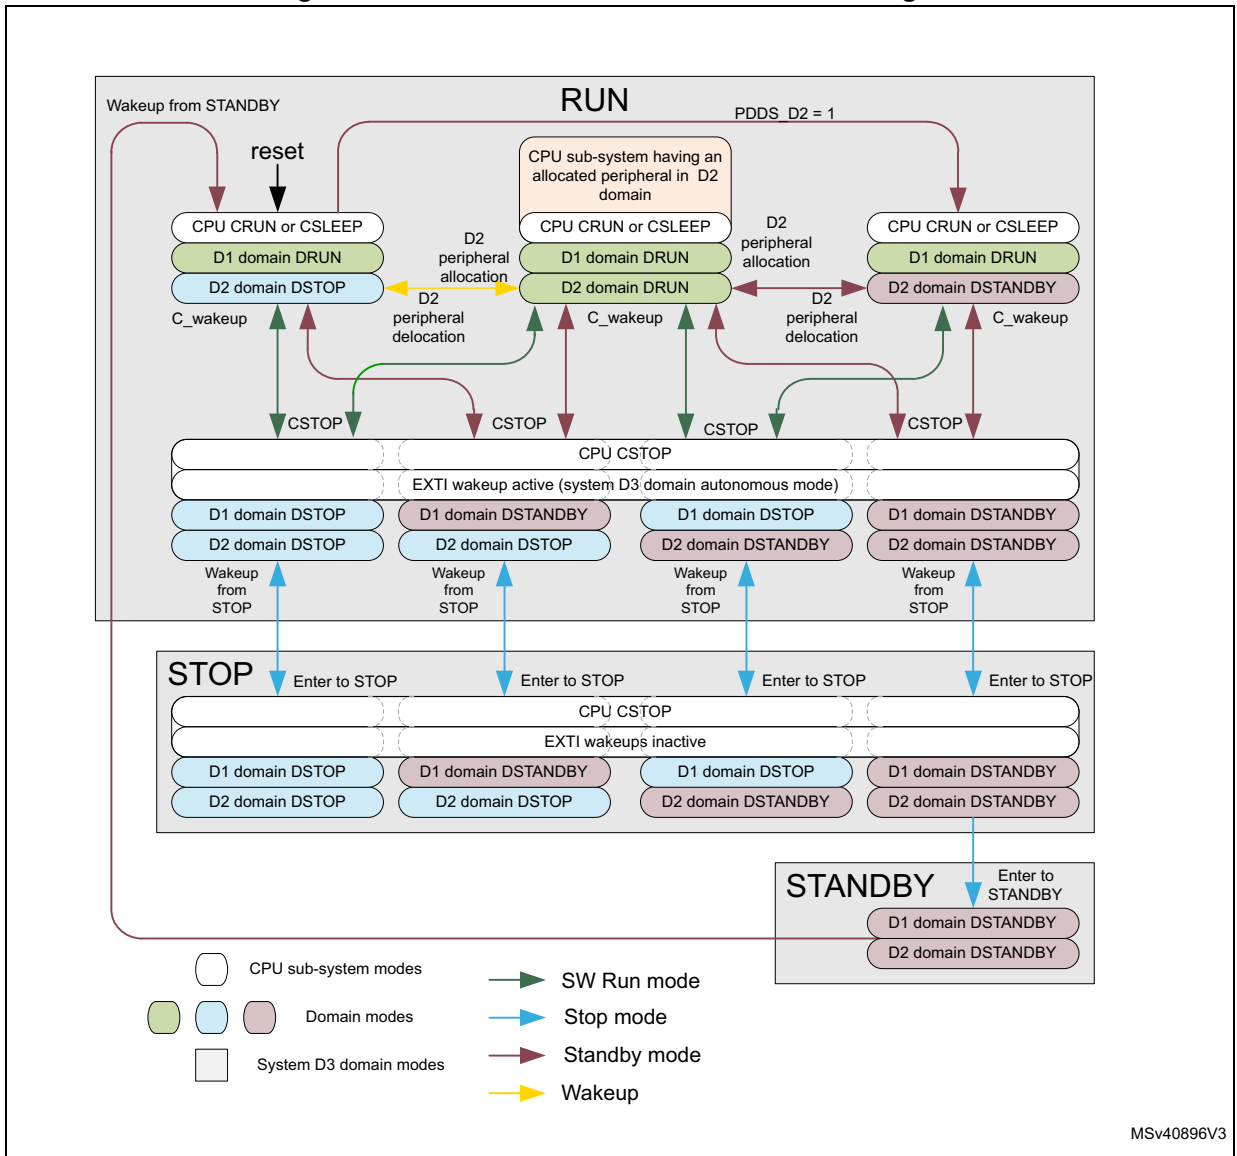 Wakeup from STANDBY
RUN
PDDS_D2 = 1
reset
CPU sub-system having an
allocated peripheral in D2
domain
CPU CRUN or CSLEEP
D1 domain DRUN
D2 domain DSTOP
D2
peripheral
allocation
D2
peripheral
delocation
CPU CRUN or CSLEEP
D1 domain DRUN
D2 domain DRUN
D2
peripheral
allocation
D2
peripheral
delocation
CPU CRUN or CSLEEP
D1 domain DRUN
D2 domain DSTANDBY
C_wakeup
C_wakeup
C_wakeup
CSTOP
CSTOP
CSTOP
CSTOP
CPU CSTOP
EXTI wakeup active (system D3 domain autonomous mode)
D1 domain DSTOP
D2 domain DSTOP
D1 domain DSTANDBY
D2 domain DSTOP
D1 domain DSTOP
D2 domain DSTANDBY
D1 domain DSTANDBY
D2 domain DSTANDBY
Wakeup
from
STOP
Wakeup
from
STOP
Wakeup
from
STOP
Wakeup
from
STOP
STOP
Enter to STOP
Enter to STOP
Enter to STOP
Enter to STOP
CPU CSTOP
EXTI wakeups inactive
D1 domain DSTOP
D2 domain DSTOP
D1 domain DSTANDBY
D2 domain DSTOP
D1 domain DSTOP
D2 domain DSTANDBY
D1 domain DSTANDBY
D2 domain DSTANDBY
STANDBY
Enter to
STANDBY
D1 domain DSTANDBY
D2 domain DSTANDBY
CPU sub-system modes
Domain modes
System D3 domain modes
SW Run mode
Stop mode
Standby mode
Wakeup
MSv40896V3